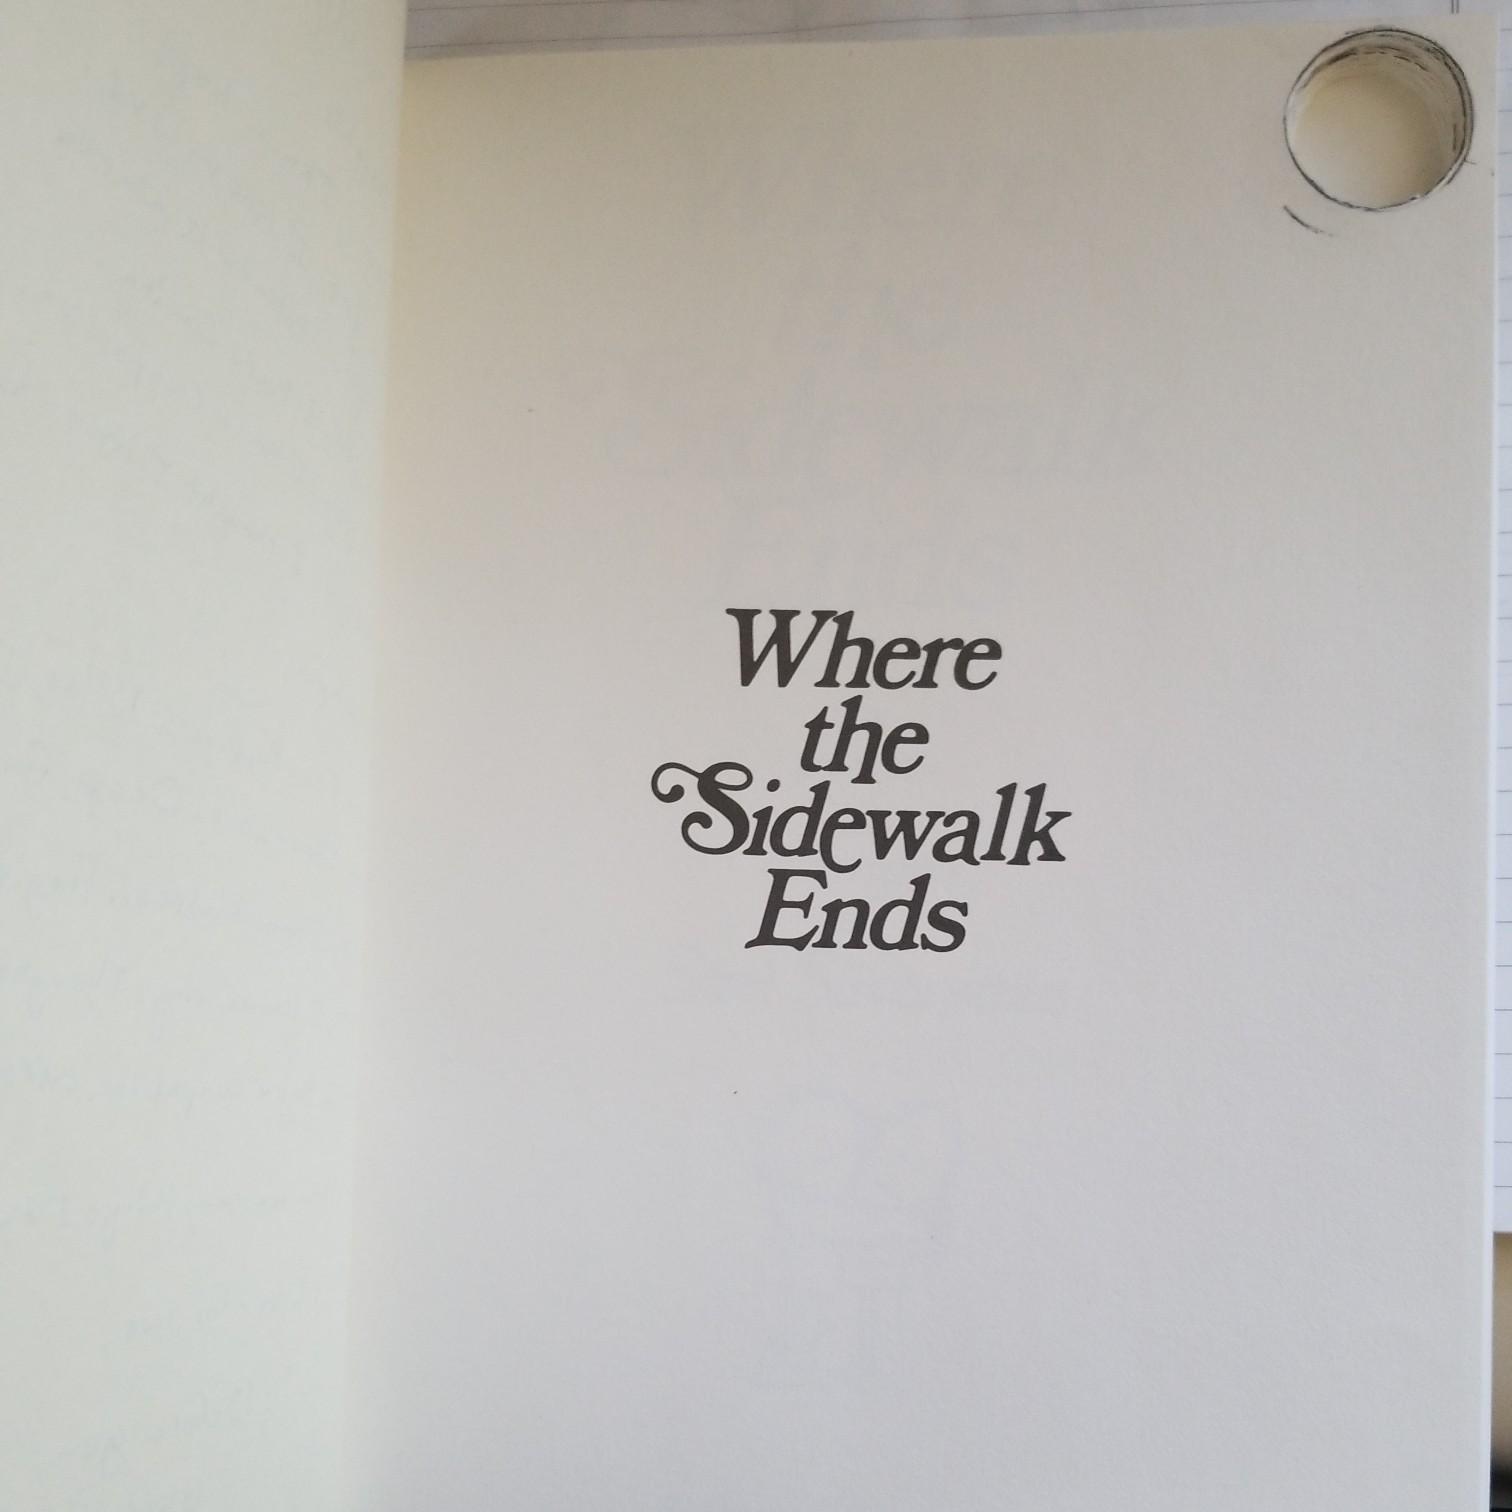 Where
the
Sidewalk
Ends